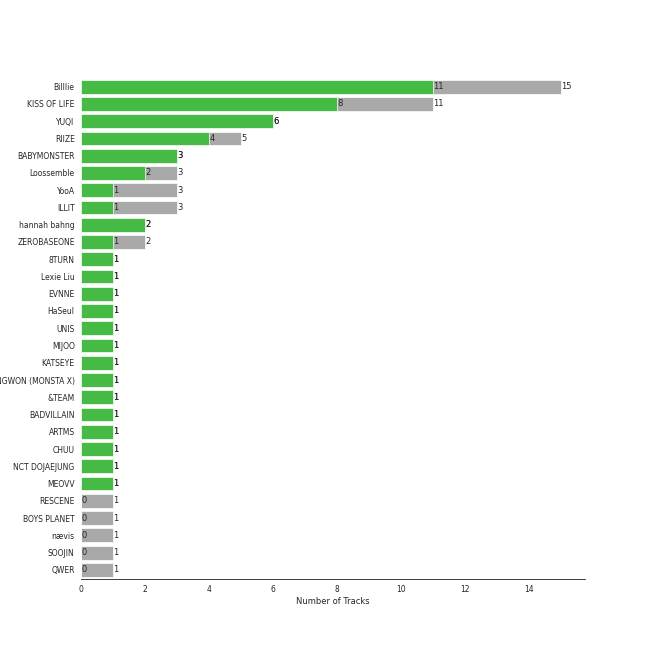 Billlie 11 15
KISS OF LIFE 8 11
YUQI 6
RIIZE 4 5
BABYMONSTER 3
Loossemble 2 3
YooA 1 3
ILLIT 1 3
hannah bahng 2
ZEROBASEONE 1 2
8TURN 1
Lexie Liu 1
EVNNE 1
HaSeul 1
UNIS 1
MIJOO 1
KATSEYE 1
NGWON (MONSTA X) 1
&TEAM 1
BADVILLAIN 1
ARTMS 1
CHUU 1
NCT DOJAEJUNG 1
MEOVV 1
RESCENE 0 1
BOYS PLANET 0 1
nævis 0 1
SOOJIN 0 1
QWER 0 1
0 2 4 6 8 10 12 14
Number of Tracks